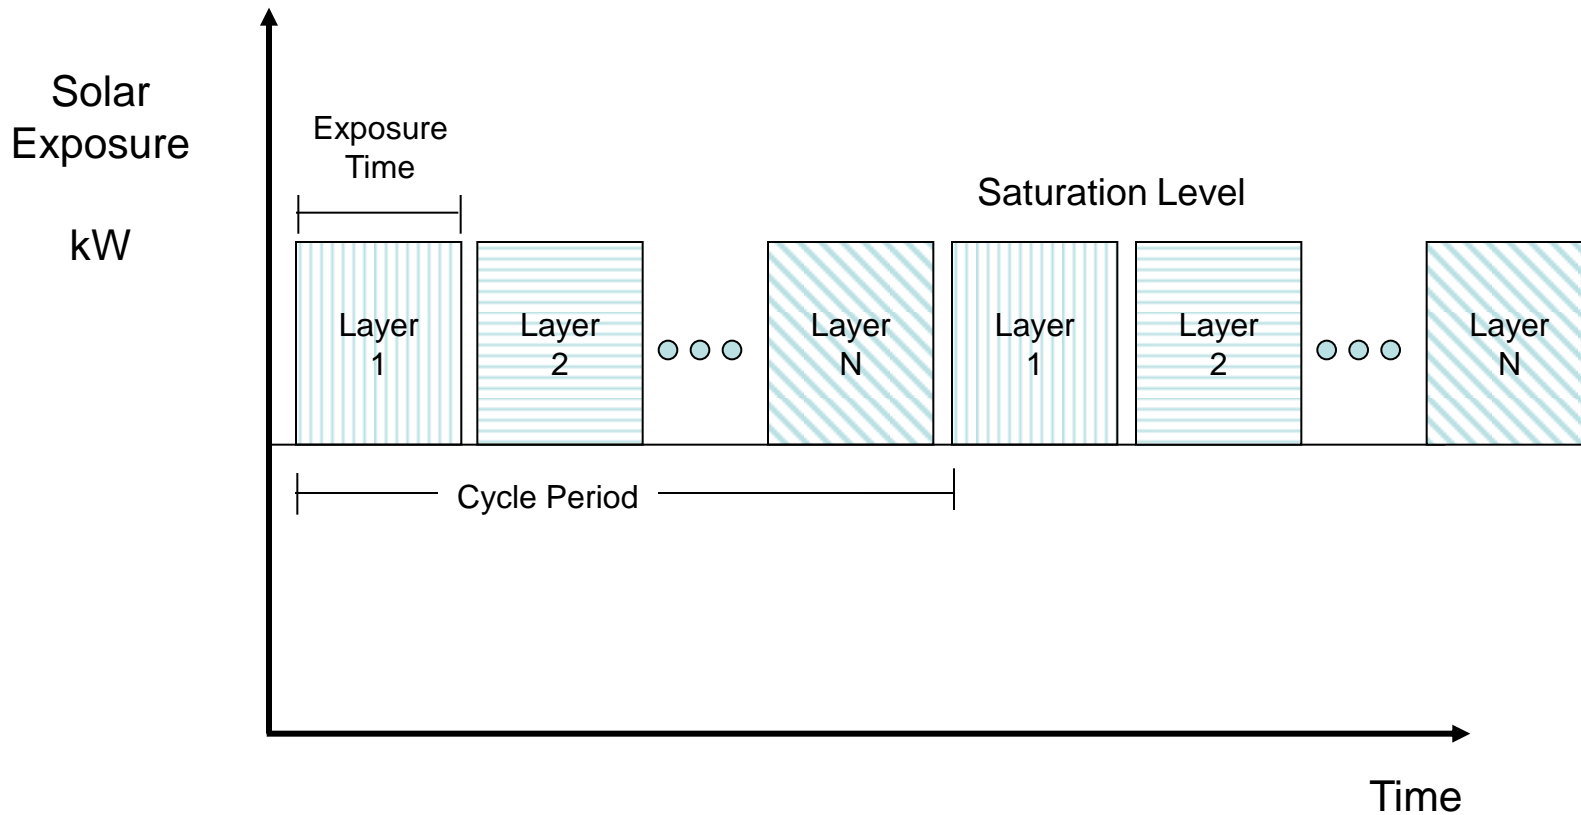 Solar
Exposure
kW
Exposure
Time
Saturation Level
Layer
1
Layer
2
Layer
N
Layer
1
Layer
2
Layer
N
Cycle Period
Time